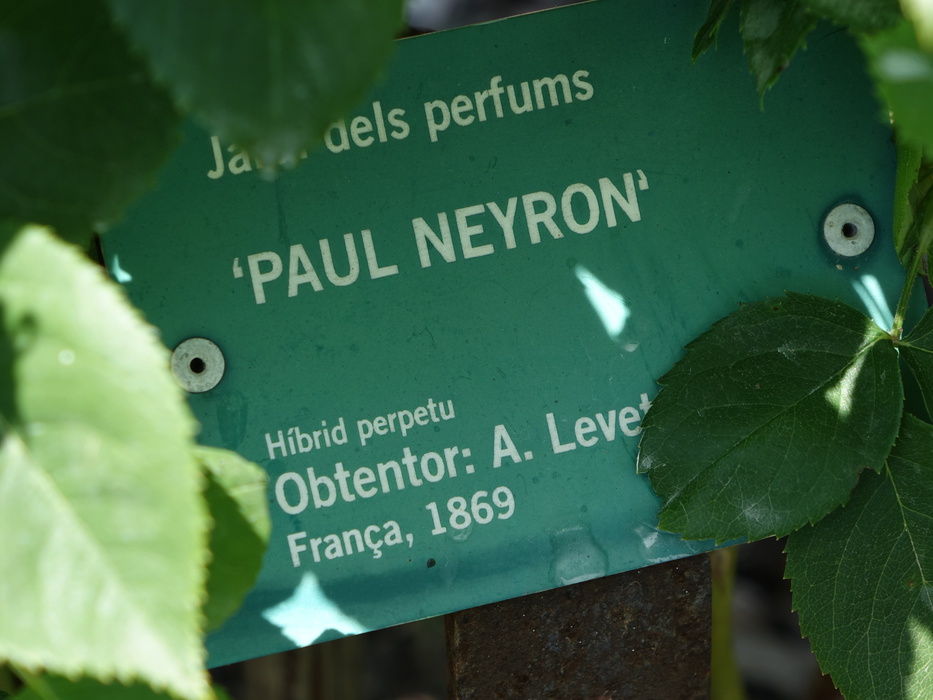 dels perfums
‘PAUL NEYRON’
Híbrid perpetu
Obtentor: A. Levet
França, 1869